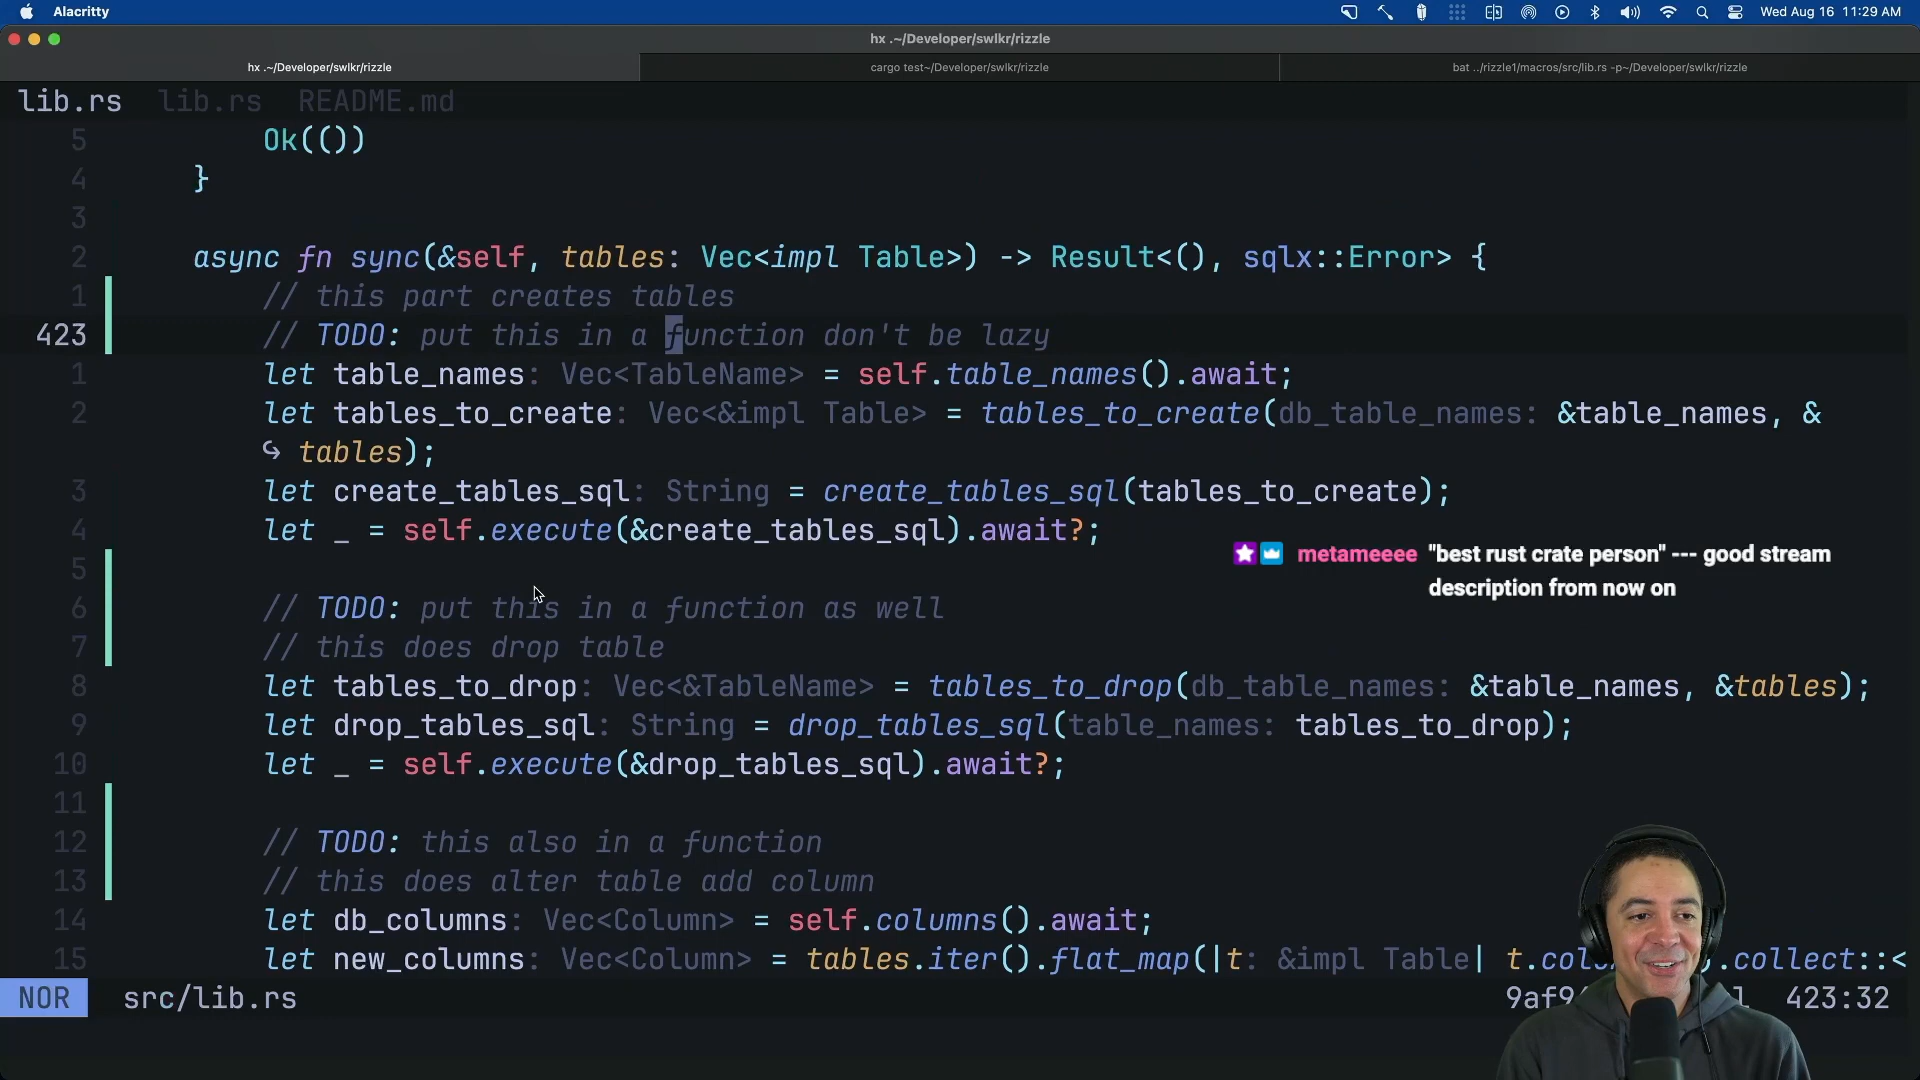 Alacritty
Wed Aug 16 11:29 AM
hx .~/Developer/swlkr/rizzle
hx .~/Developer/swlkr/rizzle
cargo test~/Developer/swlkr/rizzle
bat ../rizzle1/macros/src/lib.rs -p~/Developer/swlkr/rizzle
lib.rs lib.rs README.md
5 Ok(())
4 }
3
2 async fn sync(&self, tables: Vec<impl Table>) -> Result<(), sqlx::Error> {
1 // this part creates tables
423 // TODO: put this in a function don't be lazy
1 let table_names: Vec<TableName> = self.table_names().await;
2 let tables_to_create: Vec<&impl Table> = tables_to_create(db_table_names: &table_names, &
↪ tables);
3 let create_tables_sql: String = create_tables_sql(tables_to_create);
4 let _ = self.execute(&create_tables_sql).await?;
metameeee "best rust crate person" --- good stream
description from now on
5
6 // TODO: put this in a function as well
7 // this does drop table
8 let tables_to_drop: Vec<&TableName> = tables_to_drop(db_table_names: &table_names, &tables);
9 let drop_tables_sql: String = drop_tables_sql(table_names: tables_to_drop);
10 let _ = self.execute(&drop_tables_sql).await?;
11
12 // TODO: this also in a function
13 // this does alter table add column
14 let db_columns: Vec<Column> = self.columns().await;
15 let new_columns: Vec<Column> = tables.iter().flat_map(|t: &impl Table| .collect::<
NOR src/lib.rs 423:32